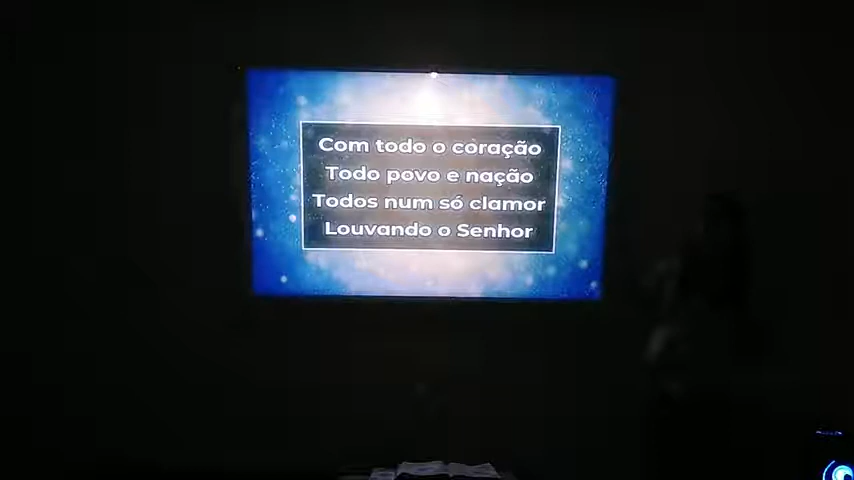 Com todo o coração
Todo povo e nação
Todos num só clamor
Louvando o Senhor